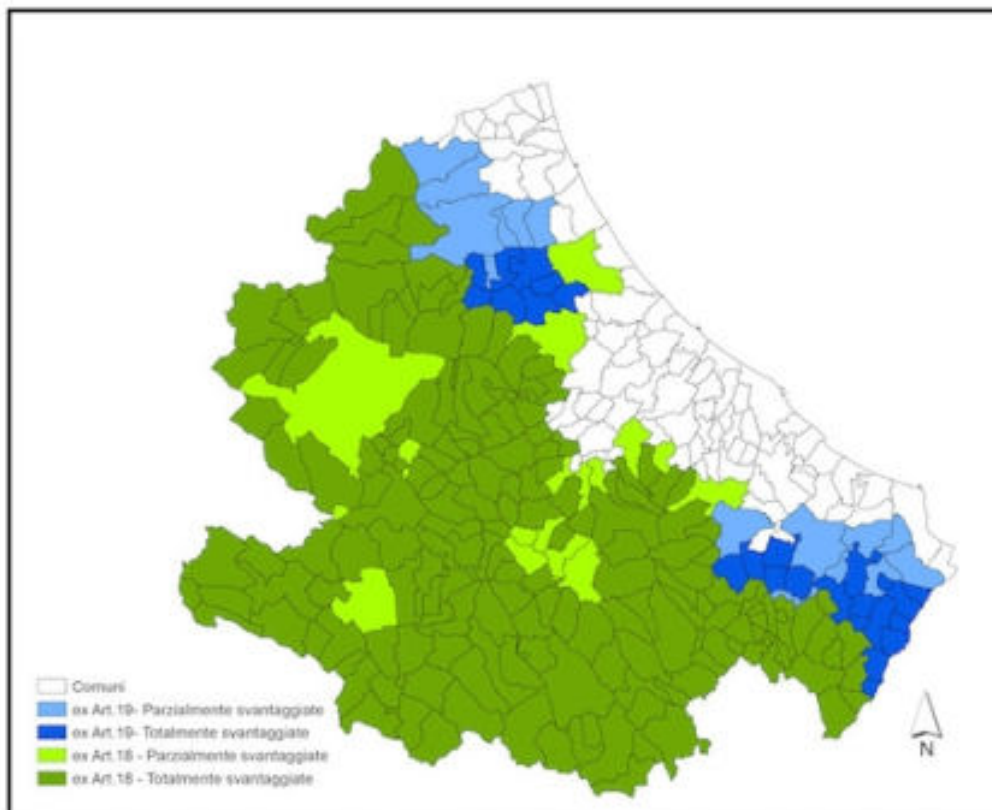 Comuni
ex Art.19- Parzialmente svantaggiate
ex Art.19- Totalmente svantaggiate
ex Art.18 - Parzialmente svantaggiate
ex Art.18 - Totalmente svantaggiate
N